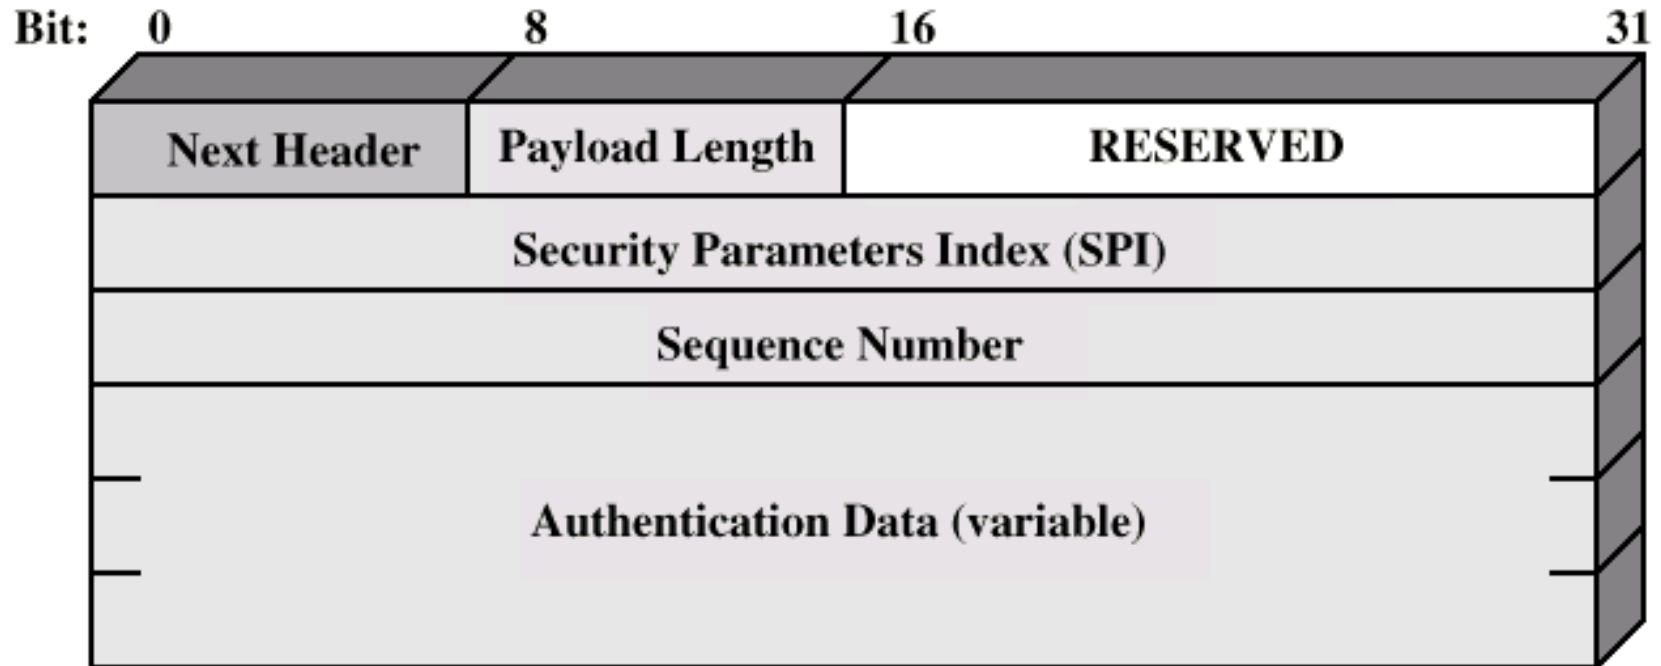 Bit: 0 8 16 31
Next Header Payload Length RESERVED
Security Parameters Index (SPI)
Sequence Number
Authentication Data (variable)